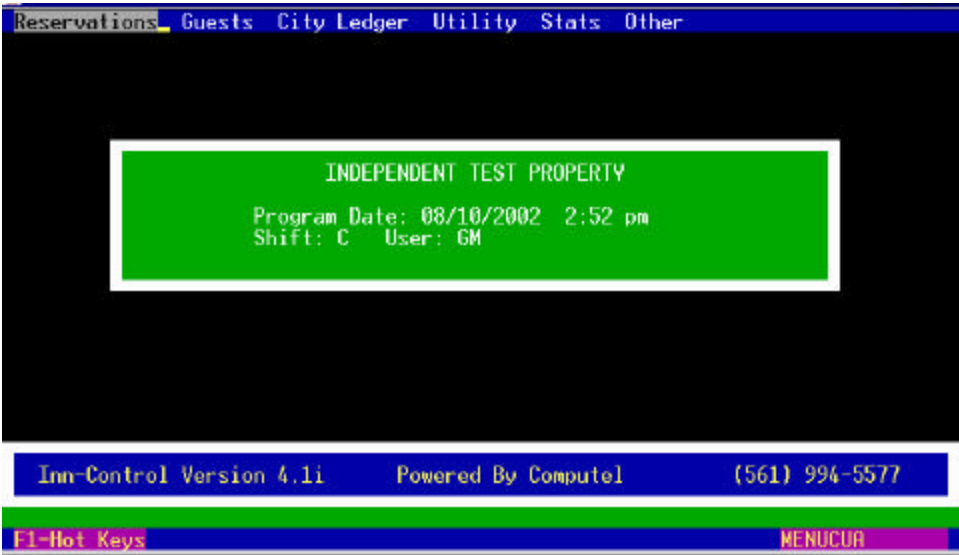 Reservations Guests City Ledger Utility Stats Other
INDEPENDENT TEST PROPERTY
Program Date: 08/10/2002 2:52 pm
Shift: C User: GM
Inn-Control Version 4.1i Powered By Computel (561) 994-5577
F1-Hot Keys MENUCUA